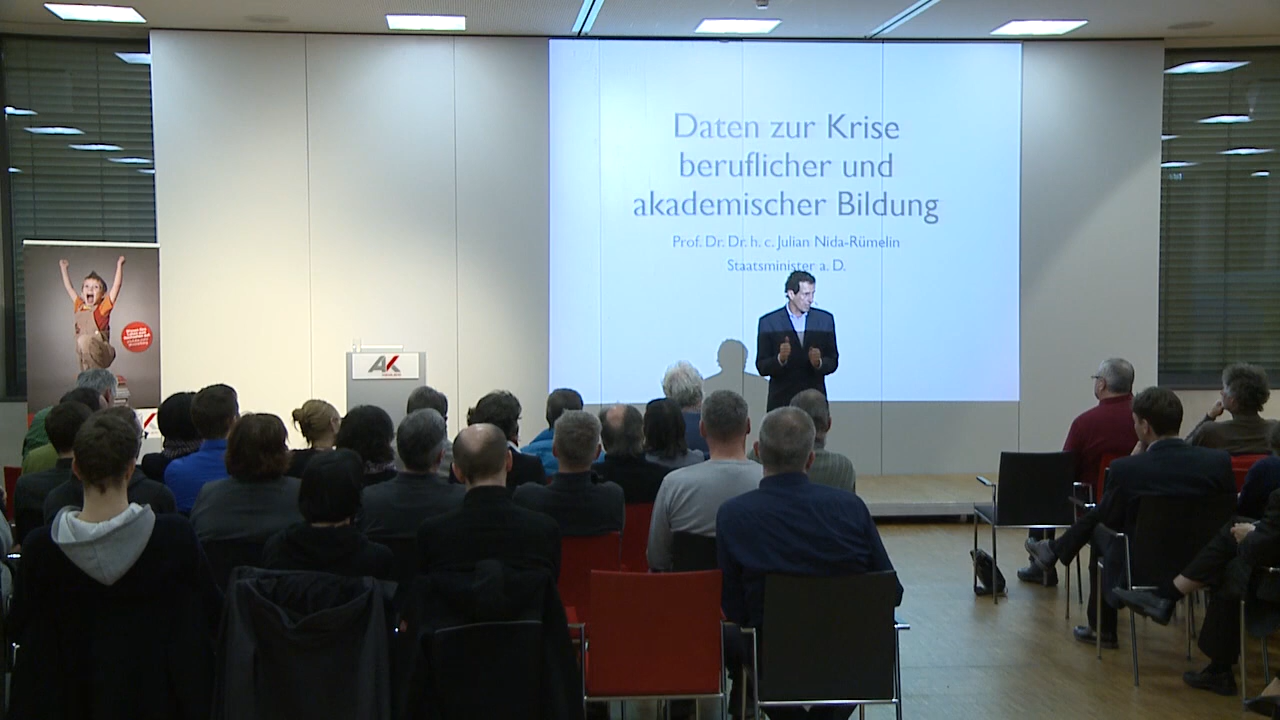 Daten zur Krise
beruflicher und
akademischer Bildung
Prof. Dr. Dr. h. c. Julian Nida-Rümelin
Staatsminister a. D.
AK